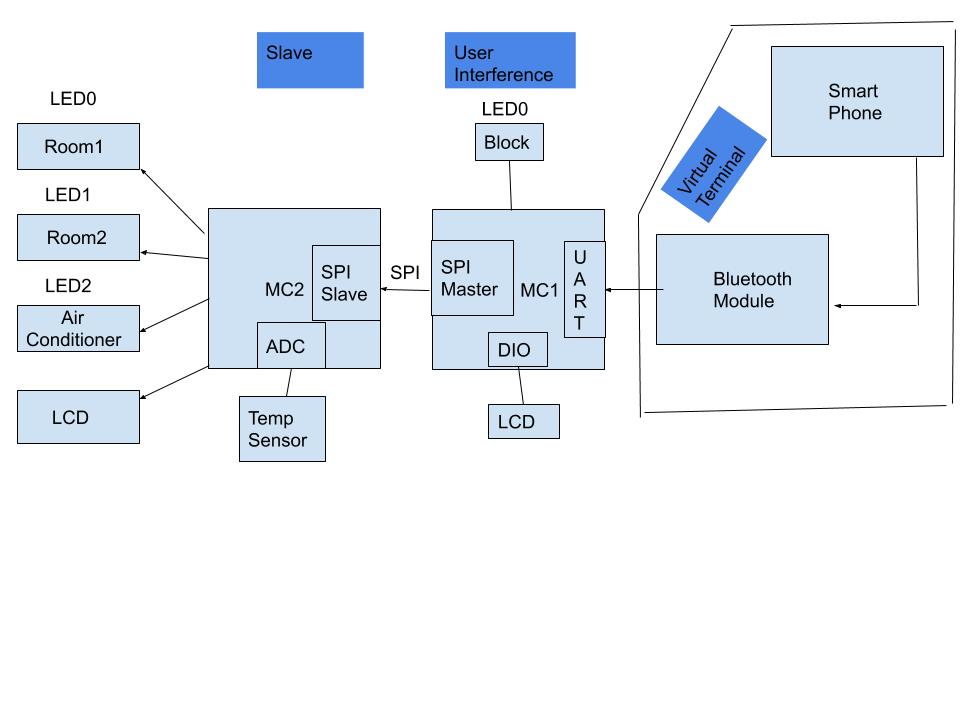 Slave
User
Interference
LED0
Room1
LED1
Room2
LED2
Air
Conditioner
LCD
MC2
SPI
Slave
ADC
Temp
Sensor
SPI
LED0
Block
SPI
Master
MC1
U
A
R
T
DIO
LCD
Virtual
Terminal
Smart
Phone
Bluetooth
Module